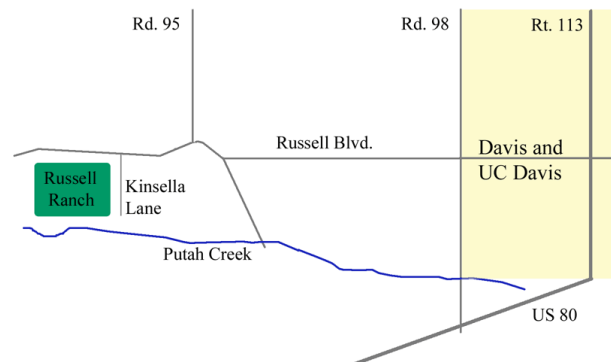 Rd. 95
Rd. 98
Rt. 113
Russell Blvd.
Davis and
UC Davis
Russell
Ranch
Kinsella
Lane
Putah Creek
US 80